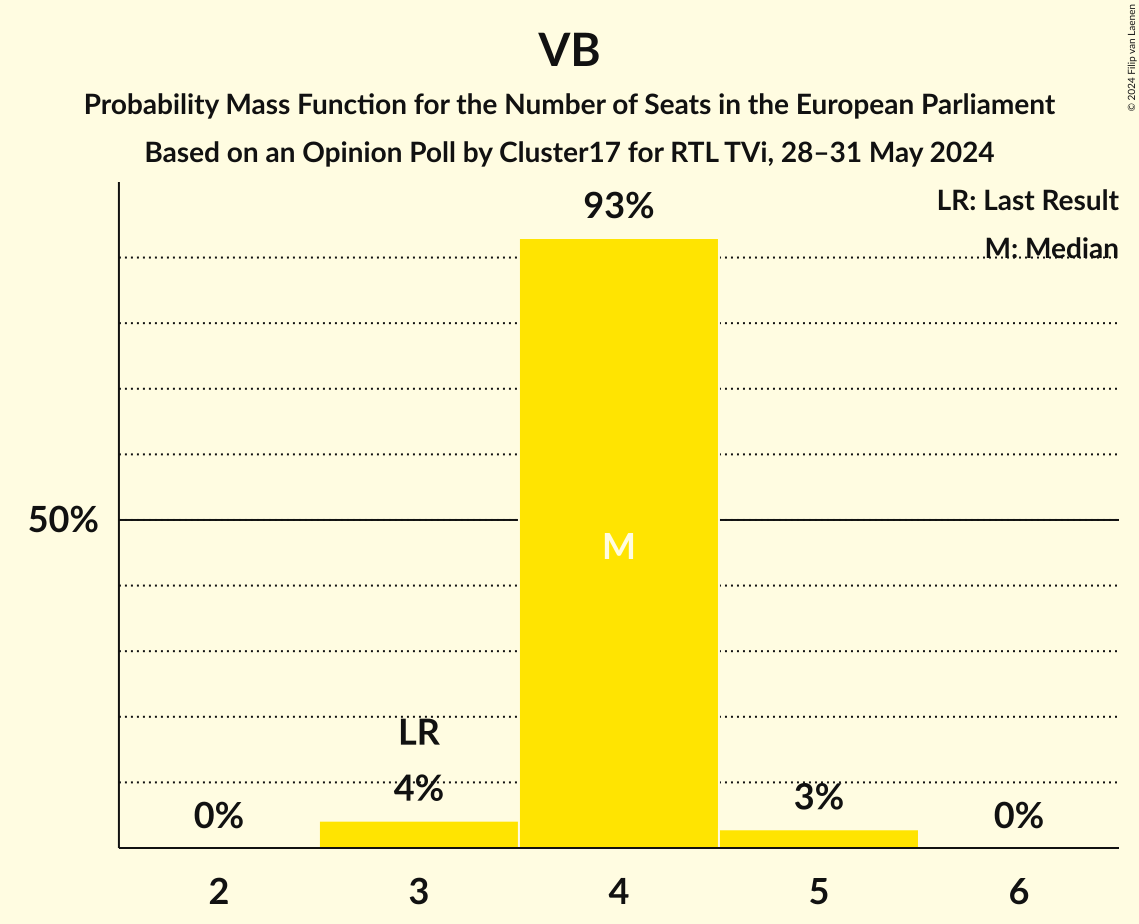 VB
Probability Mass Function for the Number of Seats in the European Parliament
Based on an Opinion Poll by Cluster17 for RTL TVi, 28–31 May 2024
© 2024 Filip van Laenen
LR: Last Result
M: Median
93%
50%
M
LR
0%
4%
3%
0%
2
3
4
5
6